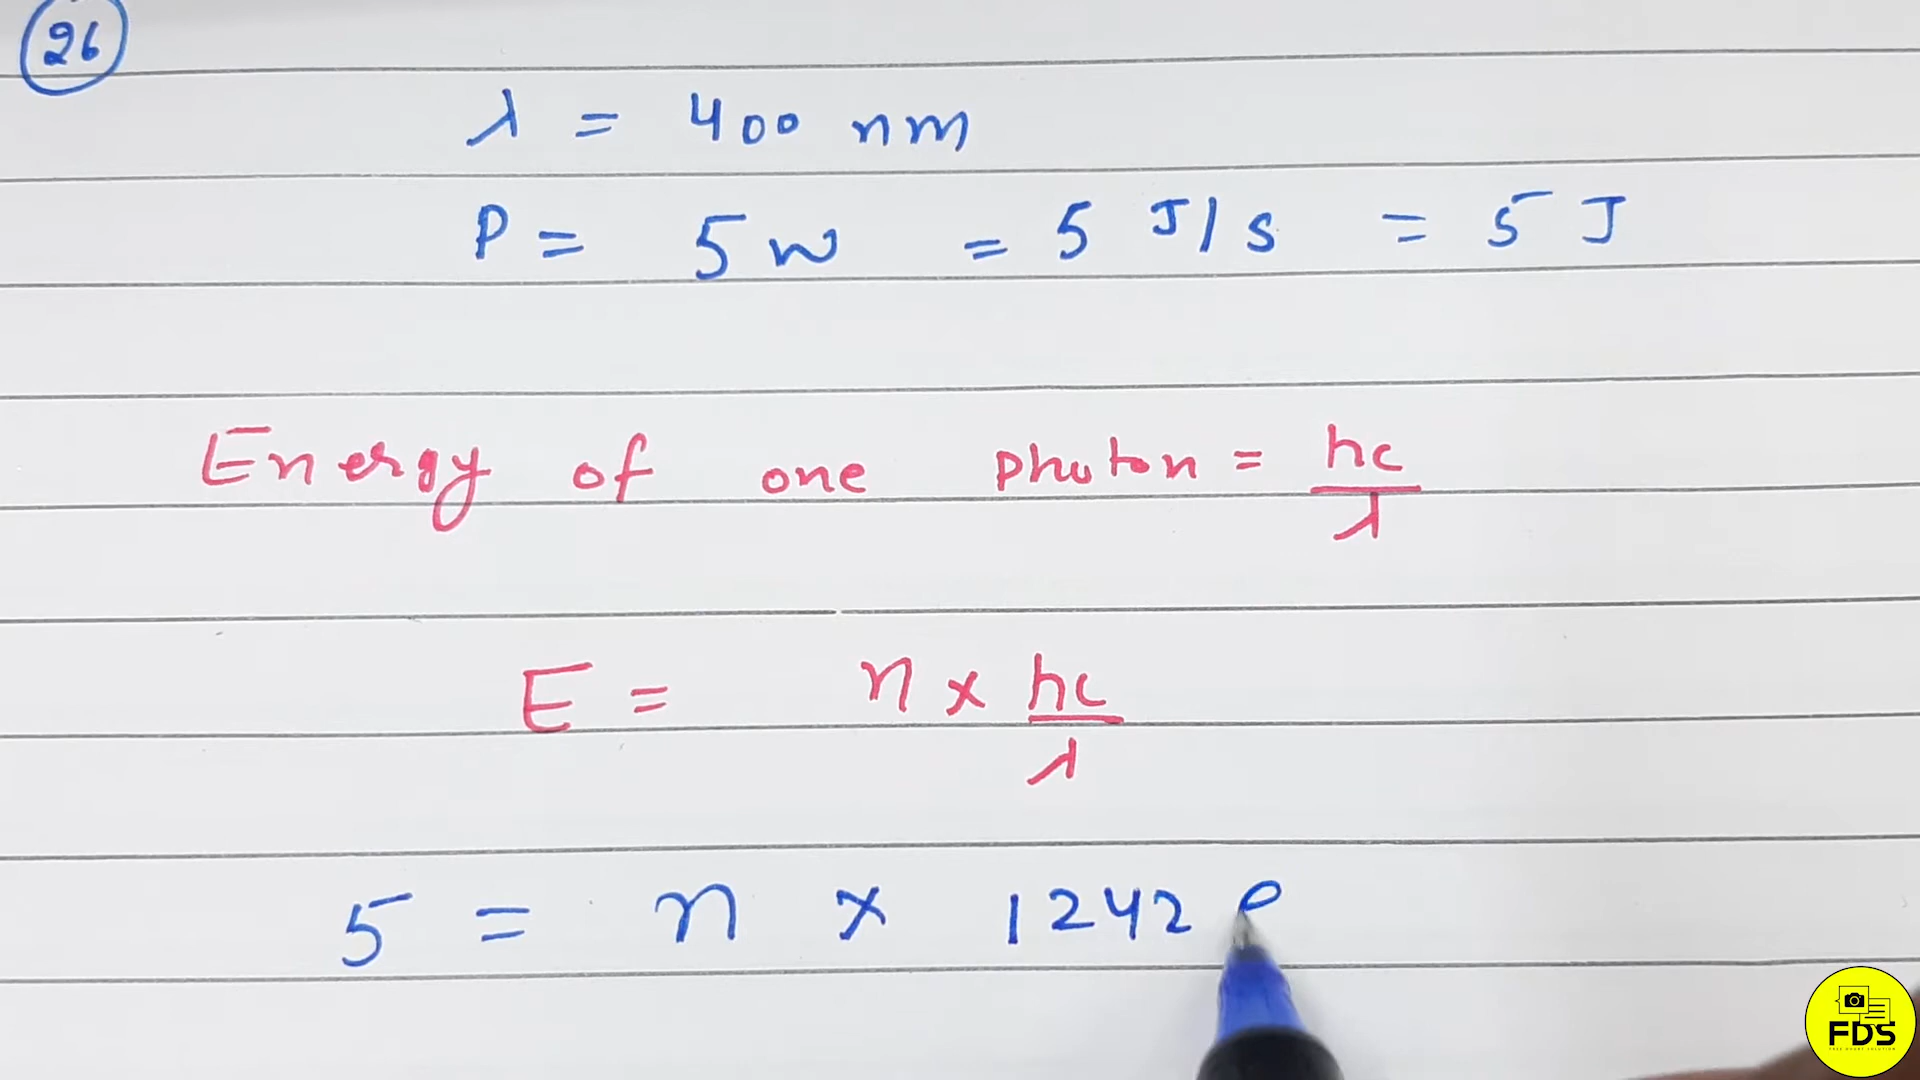 26
λ = 400 nm
P = 5 w = 5 J/s = 5 J
Energy of one photon = hc/λ
E = n × hc/λ
5 = n × 1242 e
FDS